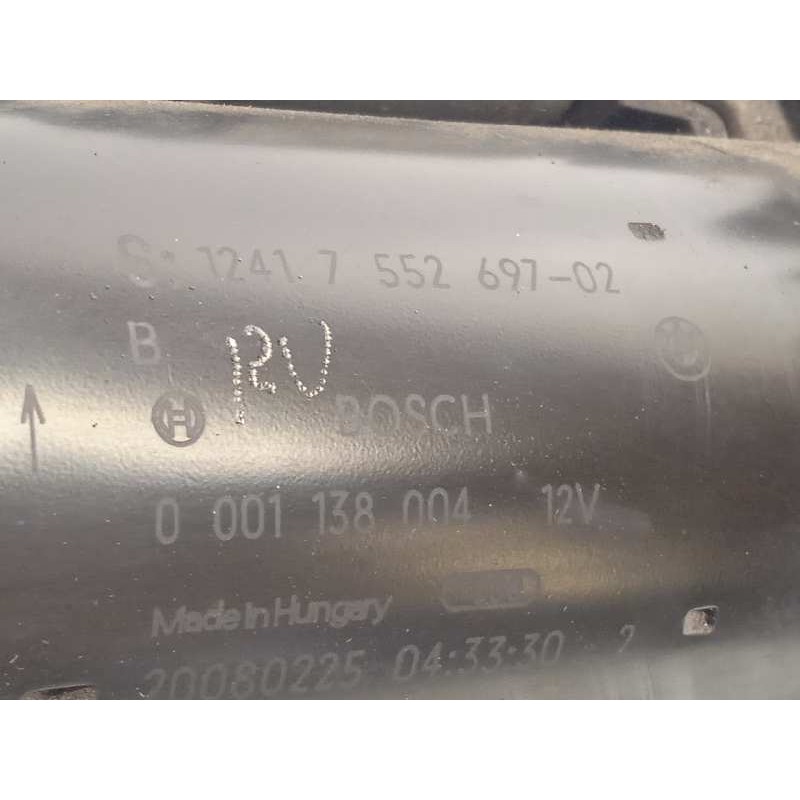 S: 1241 7 552 697-02
B
BOSCH
0 001 138 004 12V
Made in Hungary
20080225 04:33:30 2